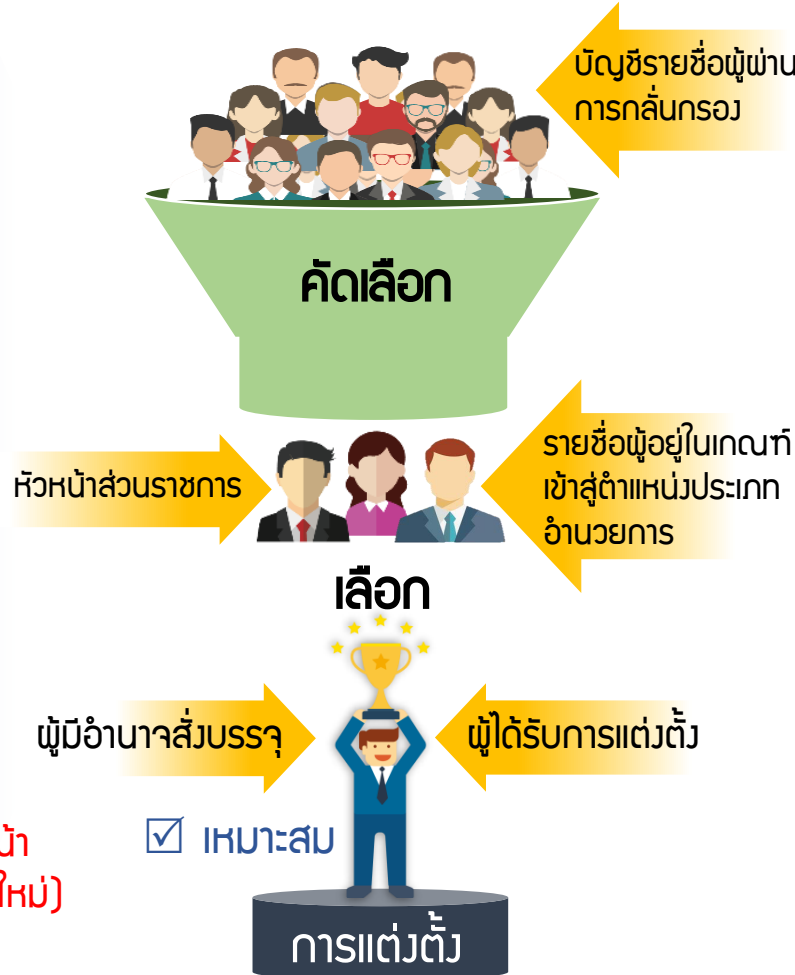 บัญชีรายชื่อผู้ผ่าน
การกลั่นกรอง
คัดเลือก
หัวหน้าส่วนราชการ
รายชื่อผู้อยู่ในเกณฑ์
เข้าสู่ตำแหน่งประเภท
อำนวยการ
เลือก
ผู้มีอำนาจสั่งบรรจุ
ผู้ได้รับการแต่งตั้ง
น้า
ใหม่)
☑ เหมาะสม
การแต่งตั้ง